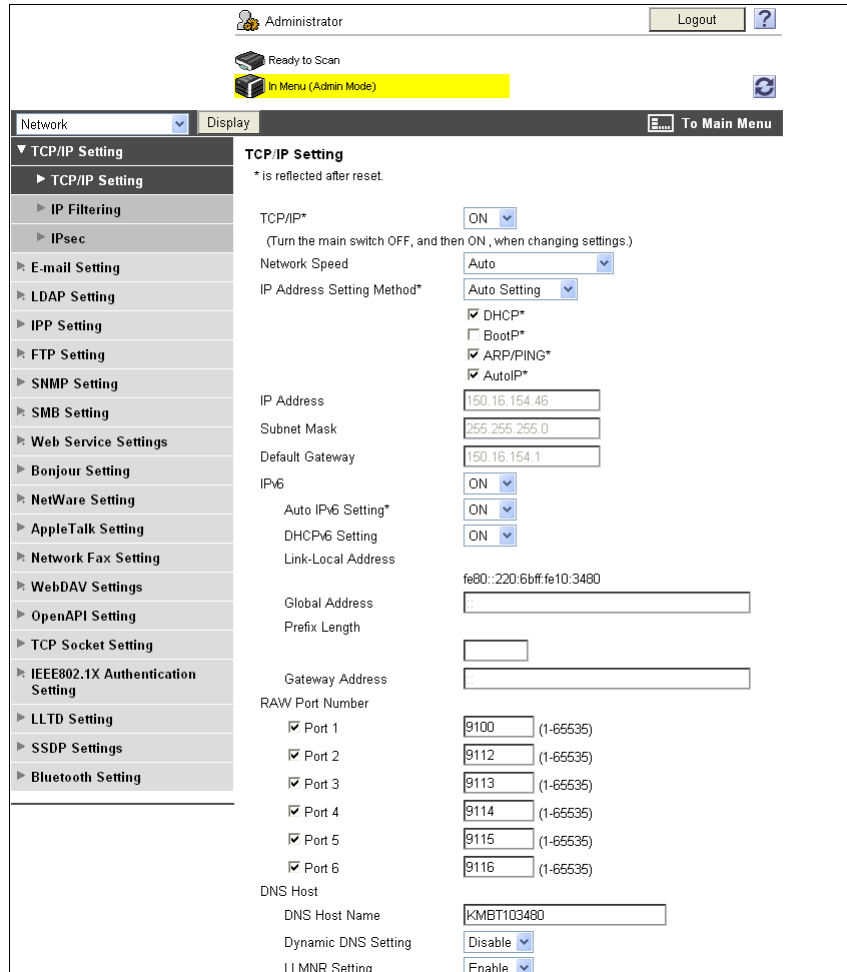 Administrator
Logout
?
Ready to Scan
In Menu (Admin Mode)
Network
Display
To Main Menu
TCP/IP Setting
TCP/IP Setting
IP Filtering
IPsec
E-mail Setting
LDAP Setting
IPP Setting
FTP Setting
SNMP Setting
SMB Setting
Web Service Settings
Bonjour Setting
NetWare Setting
AppleTalk Setting
Network Fax Setting
WebDAV Settings
OpenAPI Setting
TCP Socket Setting
IEEE802.1X Authentication
Setting
LLTD Setting
SSDP Settings
Bluetooth Setting
TCP/IP Setting
* is reflected after reset.
TCP/IP* ON
(Turn the main switch OFF, and then ON , when changing settings.)
Network Speed Auto
IP Address Setting Method* Auto Setting
DHCP*
BootP*
ARP/PING*
AutoIP*
IP Address 150.16.154.46
Subnet Mask 255.255.255.0
Default Gateway 150.16.154.1
IPv6 ON
Auto IPv6 Setting* ON
DHCPv6 Setting ON
Link-Local Address
fe80::220:6bff:fe10:3480
Global Address ::
Prefix Length
Gateway Address ::
RAW Port Number
Port 1 9100 (1-65535)
Port 2 9112 (1-65535)
Port 3 9113 (1-65535)
Port 4 9114 (1-65535)
Port 5 9115 (1-65535)
Port 6 9116 (1-65535)
DNS Host
DNS Host Name KMBT103480
Dynamic DNS Setting Disable
LLMNR Setting Enable